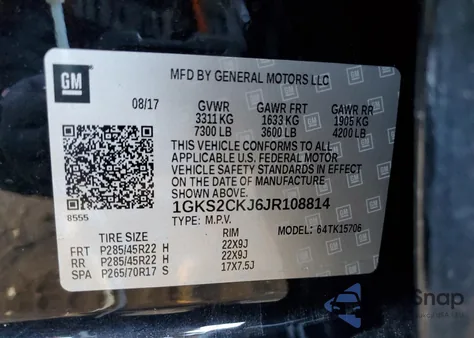 GM
MFD BY GENERAL MOTORS LLC
GM
08/17 GVWR GAWR FRT GAWR RR
3311 KG 1633 KG 1905 KG
7300 LB 3600 LB 4200 LB
THIS VEHICLE CONFORMS TO ALL
APPLICABLE U.S. FEDERAL MOTOR
VEHICLE SAFETY STANDARDS IN EFFECT
ON THE DATE OF MANUFACTURE
SHOWN ABOVE.
1GKS2CKJ6JR108814
8555
TYPE: M.P.V. MODEL: 64TK15706
TIRE SIZE RIM
FRT P285/45R22 H 22X9J
RR P285/45R22 H 22X9J
SPA P265/70R17 S 17X7.5J
Snap